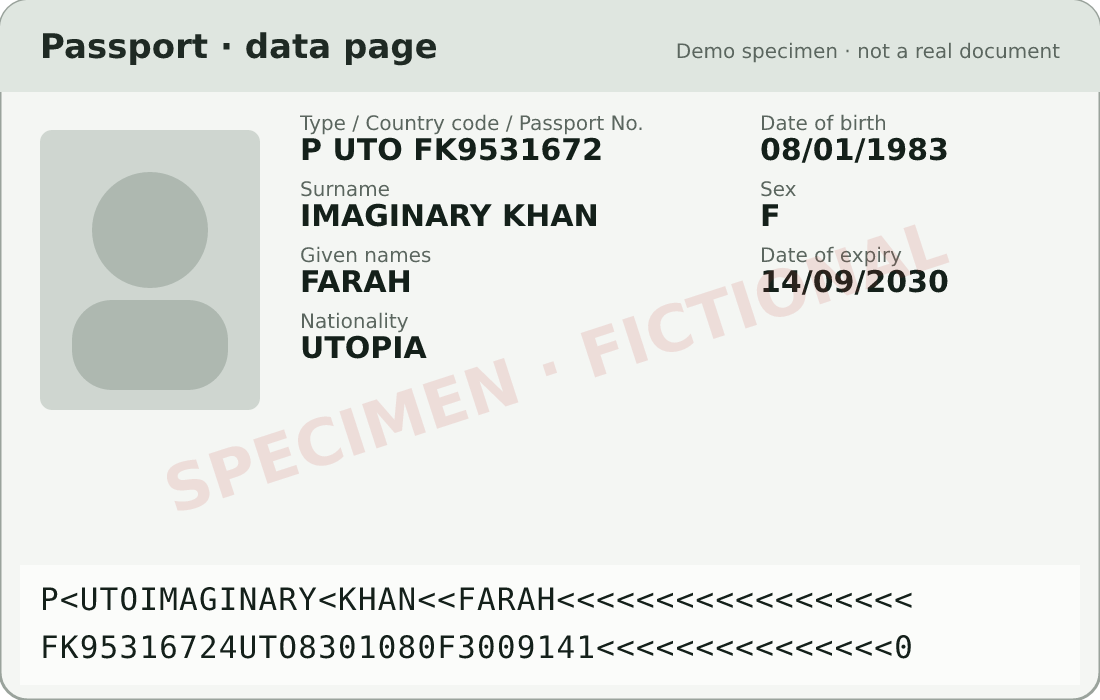 Passport · data page
Demo specimen · not a real document
Type / Country code / Passport No.
P UTO FK9531672
Date of birth
08/01/1983
Surname
IMAGINARY KHAN
Sex
F
Given names
FARAH
Date of expiry
14/09/2030
Nationality
UTOPIA
SPECIMEN · FICTIONAL
P<UTOIMAGINARY<KHAN<<FARAH<<<<<<<<<<<<<<<<<<
FK95316724UTO8301080F3009141<<<<<<<<<<<<<<<0